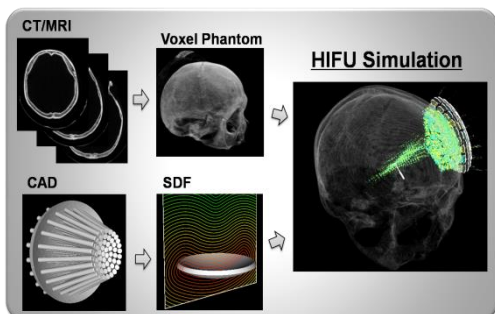 CT/MRI
Voxel Phantom
HIFU Simulation
CAD
SDF